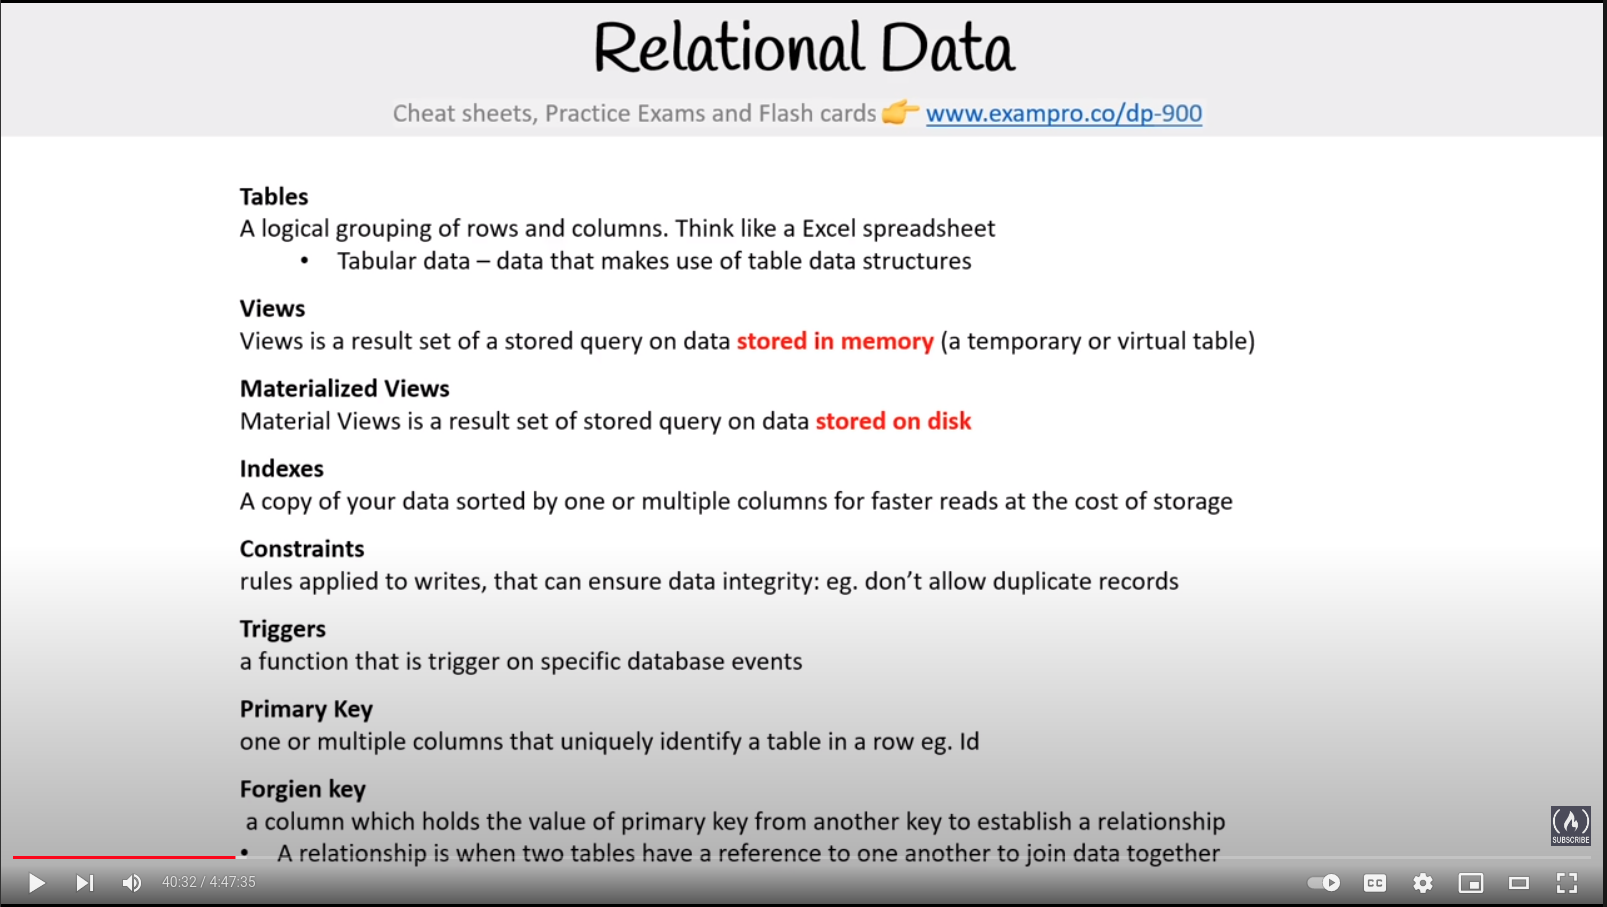 Relational Data
Cheat sheets, Practice Exams and Flash cards 👉 www.exampro.co/dp-900
Tables
A logical grouping of rows and columns. Think like a Excel spreadsheet
• Tabular data – data that makes use of table data structures
Views
Views is a result set of a stored query on data stored in memory (a temporary or virtual table)
Materialized Views
Material Views is a result set of stored query on data stored on disk
Indexes
A copy of your data sorted by one or multiple columns for faster reads at the cost of storage
Constraints
rules applied to writes, that can ensure data integrity: eg. don’t allow duplicate records
Triggers
a function that is trigger on specific database events
Primary Key
one or multiple columns that uniquely identify a table in a row eg. Id
Forgien key
a column which holds the value of primary key from another key to establish a relationship
• A relationship is when two tables have a reference to one another to join data together
SUBSCRIBE
40:32 / 4:47:35
CC